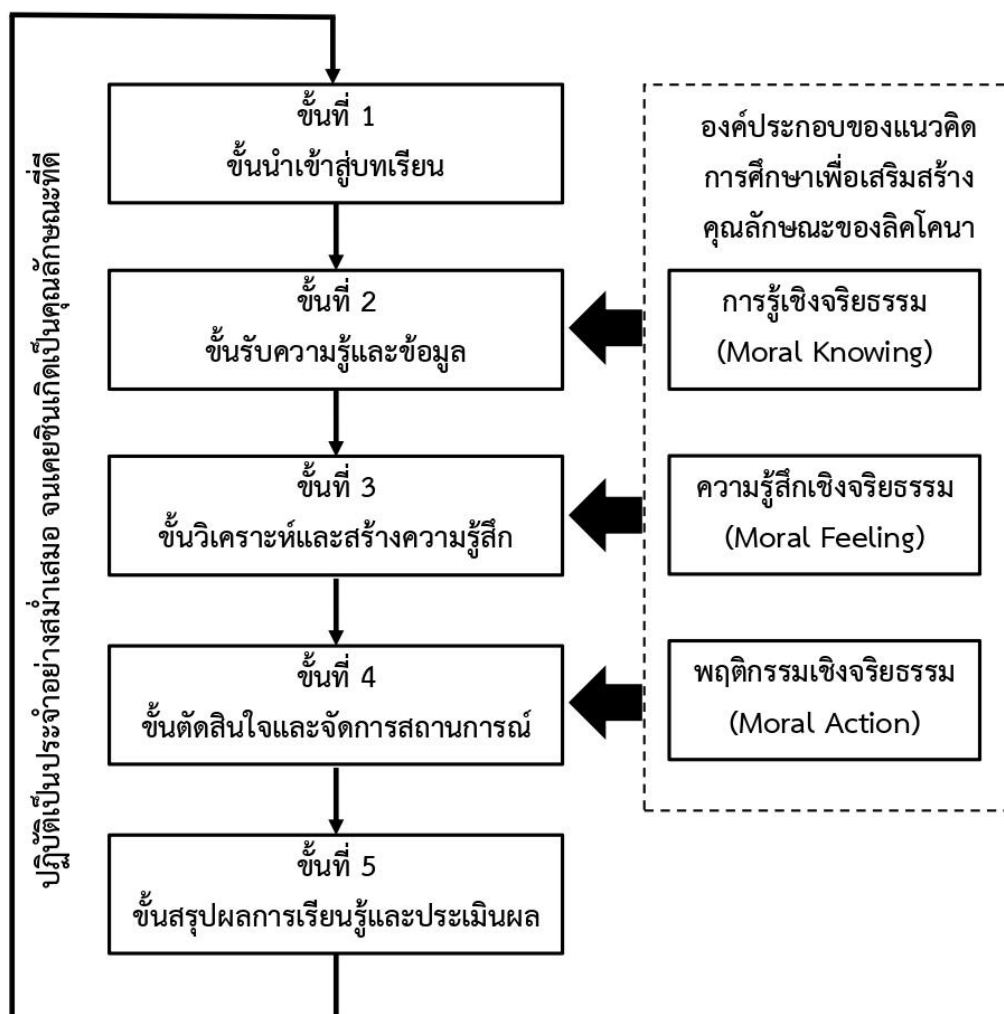 ปฏิบัติเป็นประจำอย่างสม่ำเสมอ จนเคยชินเกิดเป็นคุณลักษณะที่ดี
ขั้นที่ 1
ขั้นนำเข้าสู่บทเรียน
ขั้นที่ 2
ขั้นรับความรู้และข้อมูล
ขั้นที่ 3
ขั้นวิเคราะห์และสร้างความรู้สึก
ขั้นที่ 4
ขั้นตัดสินใจและจัดการสถานการณ์
ขั้นที่ 5
ขั้นสรุปผลการเรียนรู้และประเมินผล
องค์ประกอบของแนวคิด
การศึกษาเพื่อเสริมสร้าง
คุณลักษณะของลิคโคนา
การรู้เชิงจริยธรรม
(Moral Knowing)
ความรู้สึกเชิงจริยธรรม
(Moral Feeling)
พฤติกรรมเชิงจริยธรรม
(Moral Action)